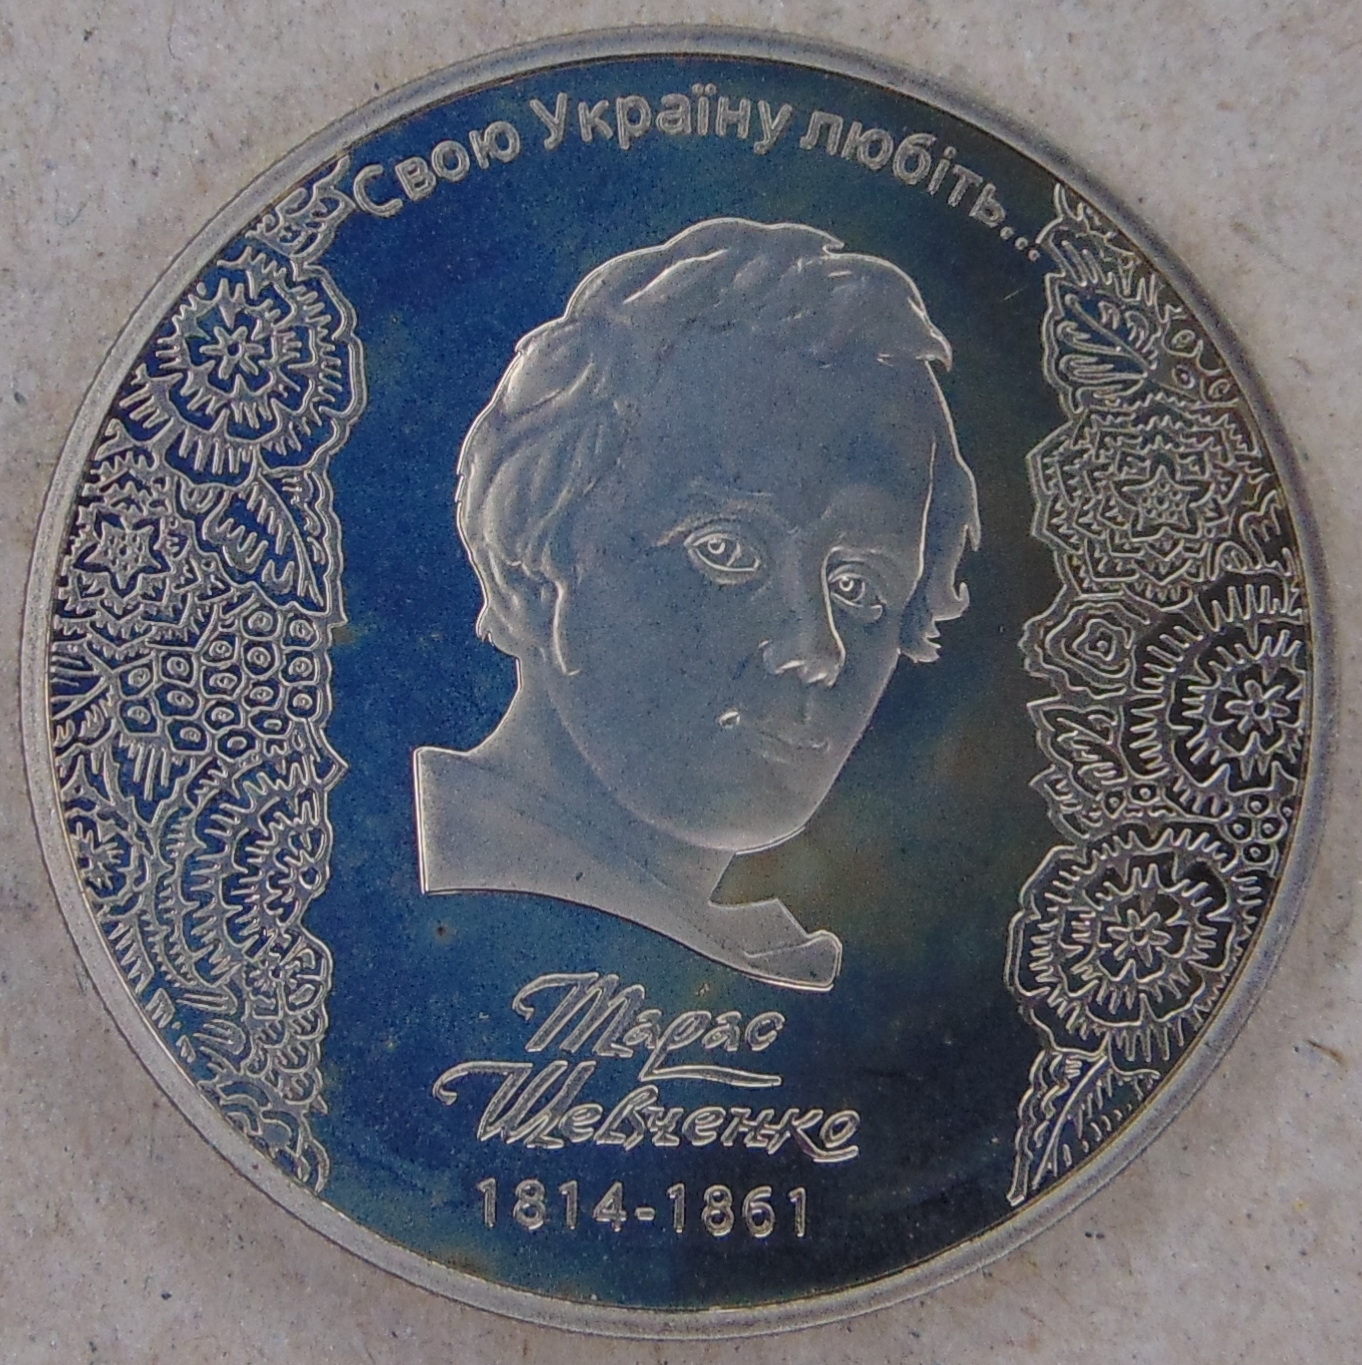 Свою Україну любіть...
Тарас
Шевченко
1814-1861